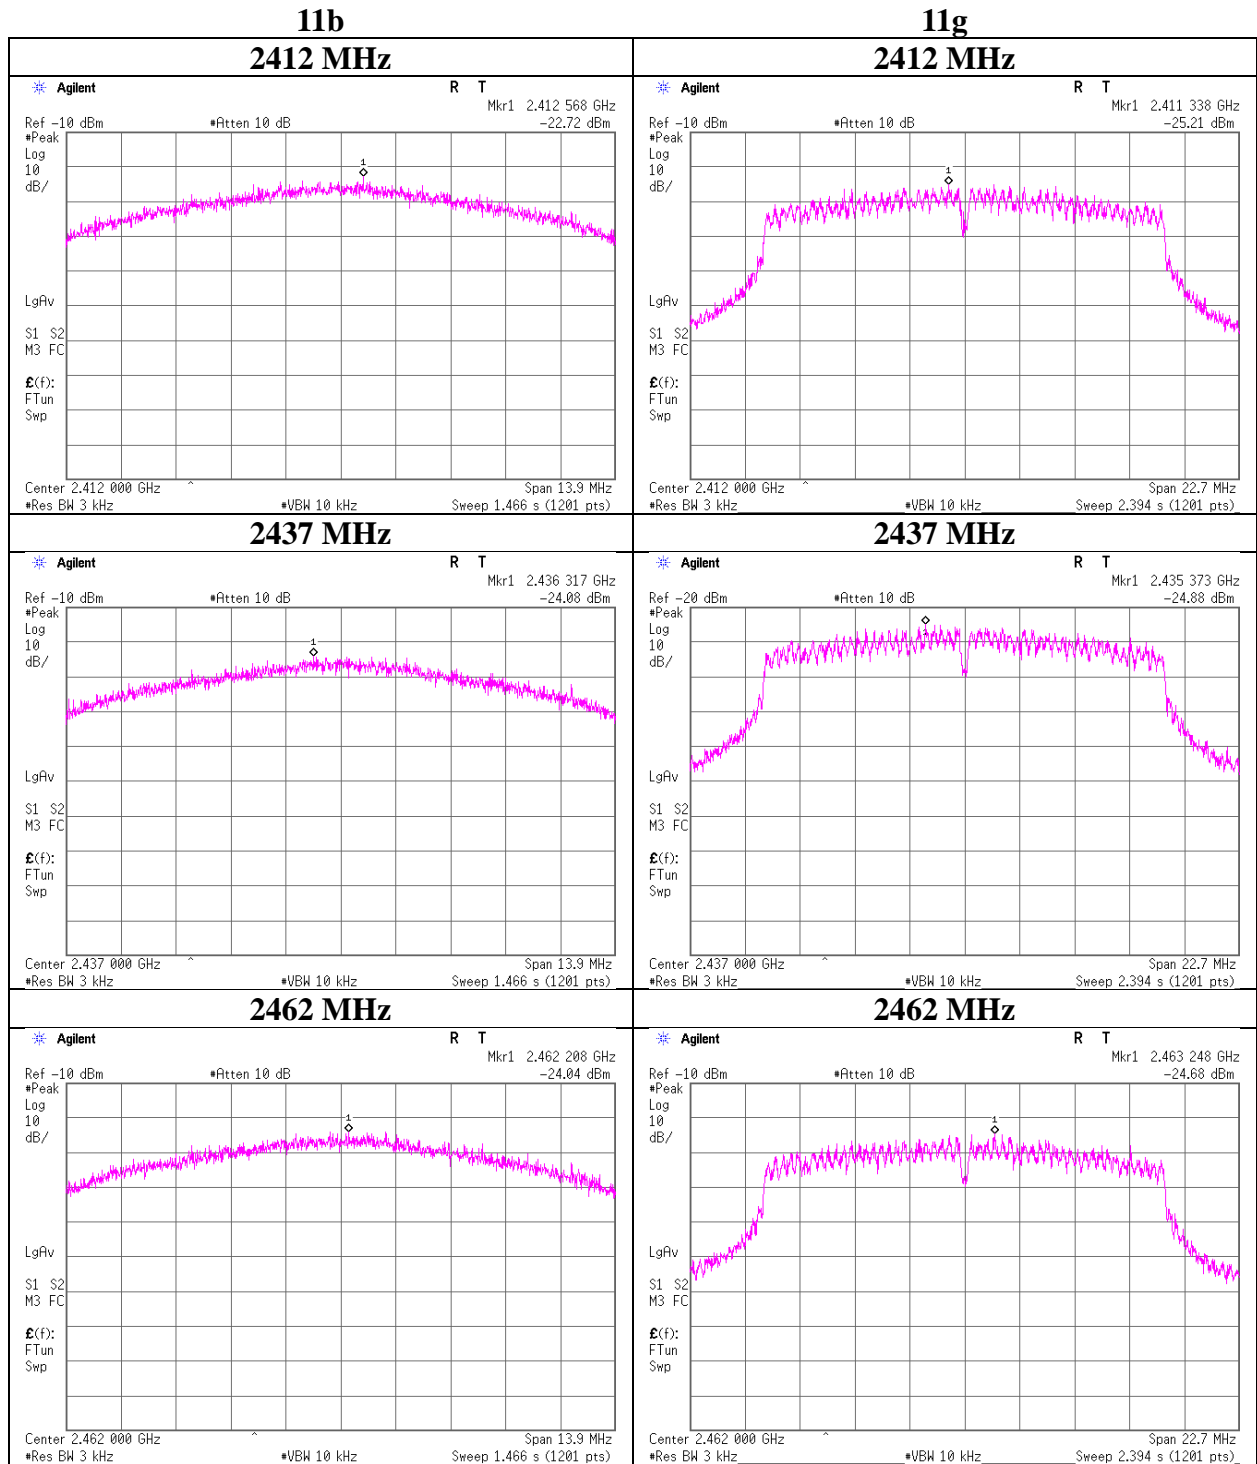 11b 11g
2412 MHz 2412 MHz
Agilent R T
Mkr1 2.412 568 GHz
Ref -10 dBm #Atten 10 dB -22.72 dBm
#Peak
Log
10
dB/
1
LgAv
S1 S2
M3 FC
£(f):
FTun
Swp
Center 2.412 000 GHz ^ Span 13.9 MHz
#Res BW 3 kHz #VBW 10 kHz Sweep 1.466 s (1201 pts)
Agilent R T
Mkr1 2.411 338 GHz
Ref -10 dBm #Atten 10 dB -25.21 dBm
#Peak
Log
10
dB/
1
LgAv
S1 S2
M3 FC
£(f):
FTun
Swp
Center 2.412 000 GHz ^ Span 22.7 MHz
#Res BW 3 kHz #VBW 10 kHz Sweep 2.394 s (1201 pts)
2437 MHz 2437 MHz
Agilent R T
Mkr1 2.436 317 GHz
Ref -10 dBm #Atten 10 dB -24.08 dBm
#Peak
Log
10
dB/
1
LgAv
S1 S2
M3 FC
£(f):
FTun
Swp
Center 2.437 000 GHz ^ Span 13.9 MHz
#Res BW 3 kHz #VBW 10 kHz Sweep 1.466 s (1201 pts)
Agilent R T
Mkr1 2.435 373 GHz
Ref -20 dBm #Atten 10 dB -24.88 dBm
#Peak
Log
10
dB/
LgAv
S1 S2
M3 FC
£(f):
FTun
Swp
Center 2.437 000 GHz ^ Span 22.7 MHz
#Res BW 3 kHz #VBW 10 kHz Sweep 2.394 s (1201 pts)
2462 MHz 2462 MHz
Agilent R T
Mkr1 2.462 208 GHz
Ref -10 dBm #Atten 10 dB -24.04 dBm
#Peak
Log
10
dB/
1
LgAv
S1 S2
M3 FC
£(f):
FTun
Swp
Center 2.462 000 GHz ^ Span 13.9 MHz
#Res BW 3 kHz #VBW 10 kHz Sweep 1.466 s (1201 pts)
Agilent R T
Mkr1 2.463 248 GHz
Ref -10 dBm #Atten 10 dB -24.68 dBm
#Peak
Log
10
dB/
1
LgAv
S1 S2
M3 FC
£(f):
FTun
Swp
Center 2.462 000 GHz ^ Span 22.7 MHz
#Res BW 3 kHz #VBW 10 kHz Sweep 2.394 s (1201 pts)